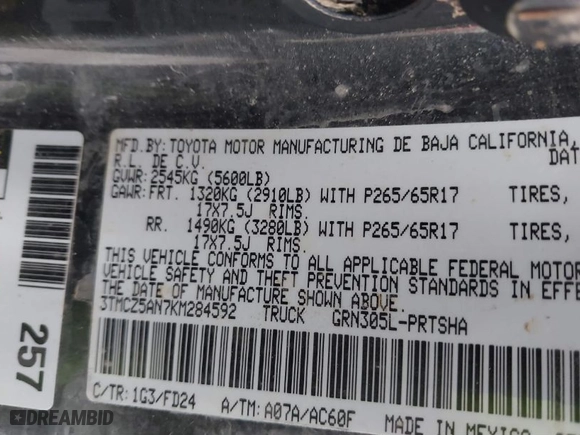 MFD.BY: TOYOTA MOTOR MANUFACTURING DE BAJA CALIFORNIA,
R.L. DE C.V.
GVWR: 2545KG (5600LB)
GAWR: FRT. 1320KG (2910LB) WITH P265/65R17 TIRES,
17X7.5J RIMS.
RR. 1490KG (3280LB) WITH P265/65R17 TIRES,
17X7.5J RIMS.
THIS VEHICLE CONFORMS TO ALL APPLICABLE FEDERAL MOTOR
VEHICLE SAFETY AND THEFT PREVENTION STANDARDS IN EFFE
THE DATE OF MANUFACTURE SHOWN ABOVE.
3TMCZ5AN7KM284592 TRUCK GRN305L-PRTSHA
C/TR: 1G3/FD24 A/TM: A07A/AC60F MADE IN MEXICO
257
DREAMBID